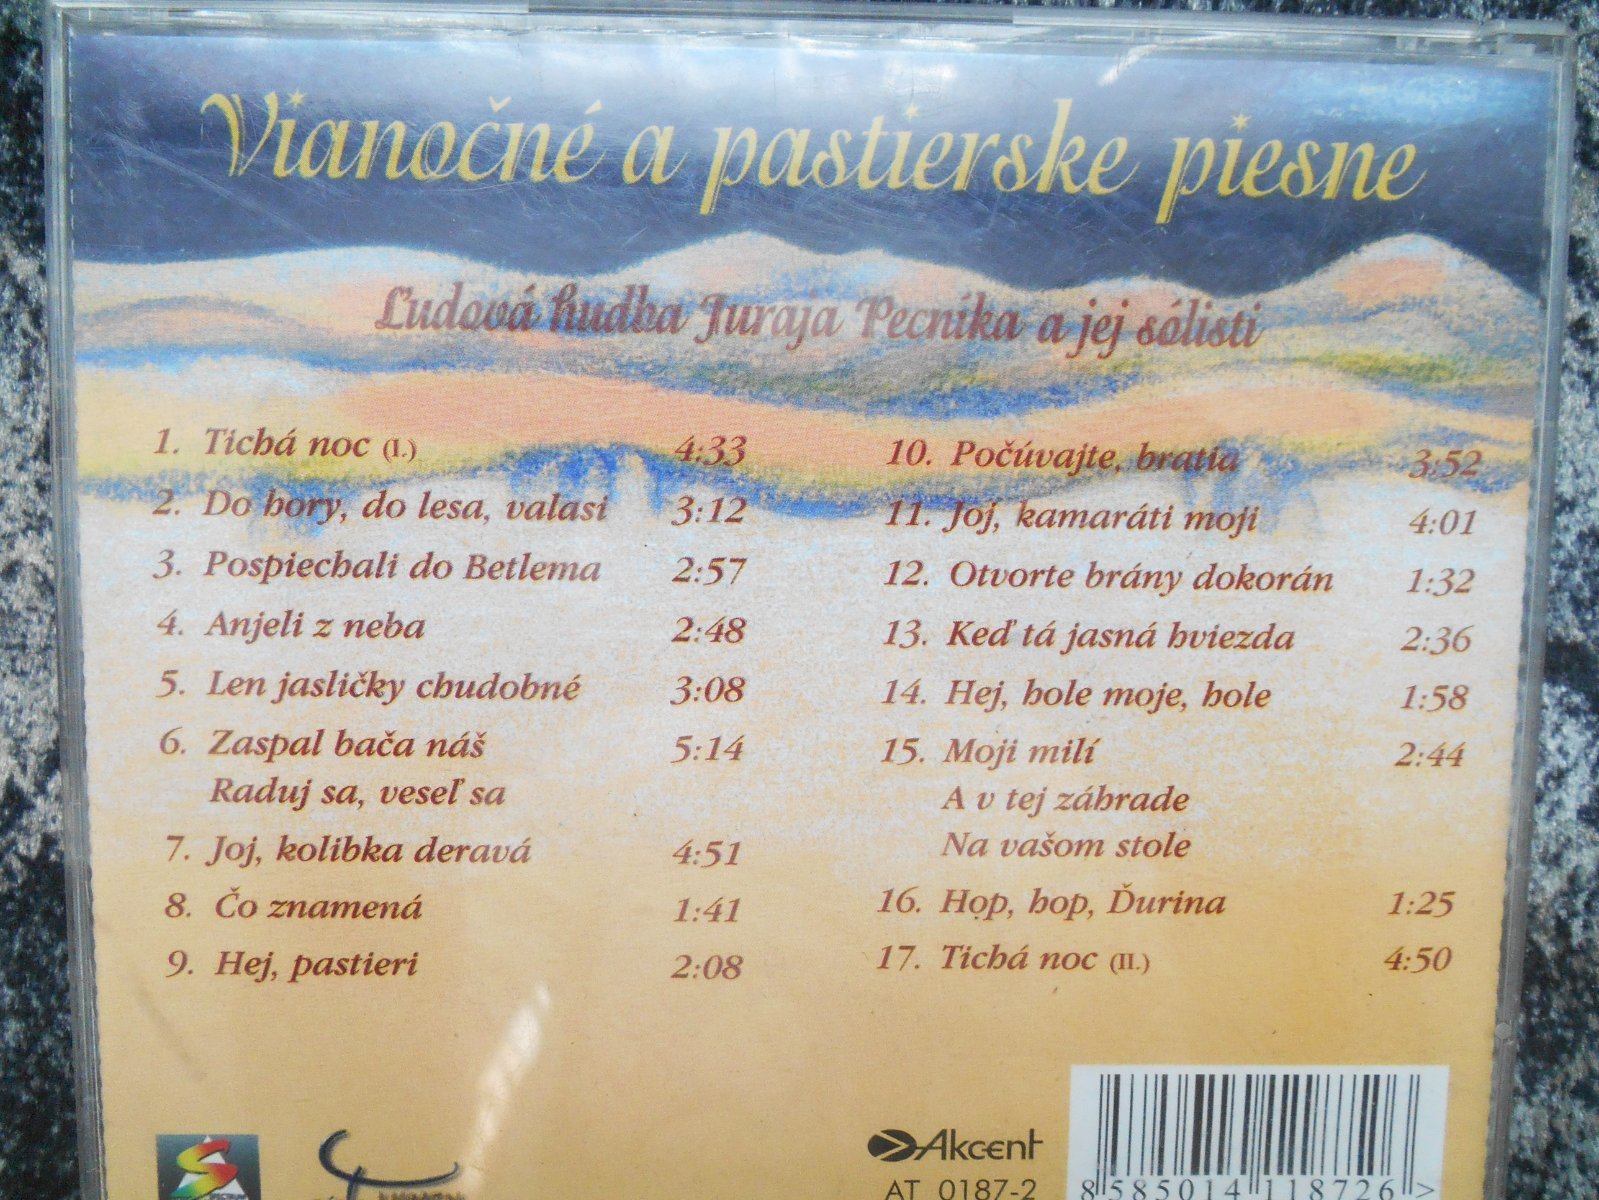 Vianočné a pastierske piesne
Ľudová hudba Juraja Pecníka a jej sólisti
1. Tichá noc (I.) 4:33
2. Do hory, do lesa, valasi 3:12
3. Pospiechali do Betlema 2:57
4. Anjeli z neba 2:48
5. Len jasličky chudobné 3:08
6. Zaspal bača náš 5:14
Raduj sa, veseľ sa
7. Joj, kolibka deravá 4:51
8. Čo znamená 1:41
9. Hej, pastieri 2:08
10. Počúvajte, bratia 3:52
11. Joj, kamaráti moji 4:01
12. Otvorte brány dokorán 1:32
13. Keď tá jasná hviezda 2:36
14. Hej, hole moje, hole 1:58
15. Moji milí 2:44
A v tej záhrade
Na vašom stole
16. Hop, hop, Ďurina 1:25
17. Tichá noc (II.) 4:50
Akcent
AT 0187-2
8 585014 118726 >